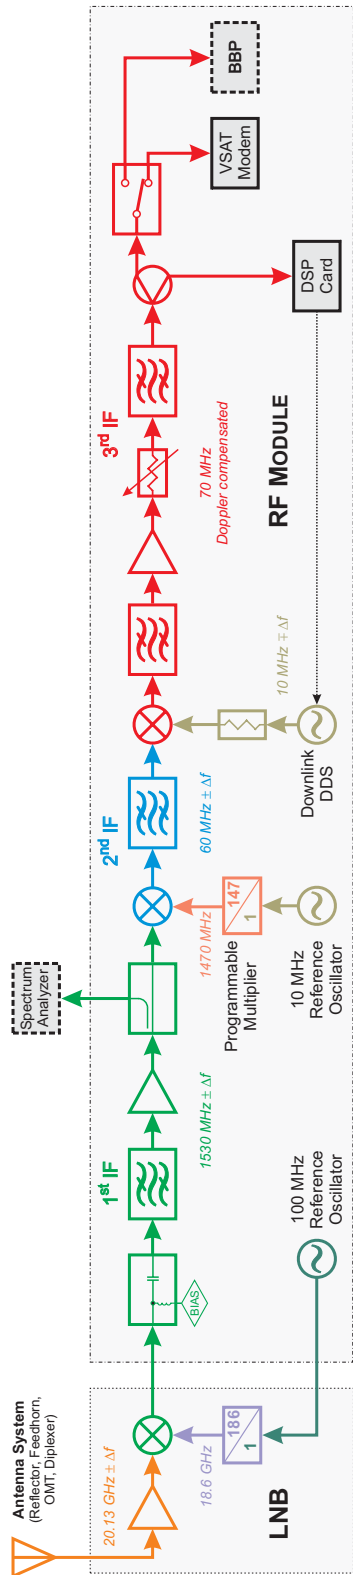 Antenna System
(Reflector, Feedhorn,
OMT, Diplexer)
20.13 GHz ± Δf
18.6 GHz
186
1
LNB
BIAS
1st IF
1530 MHz ± Δf
100 MHz
Reference
Oscillator
Spectrum
Analyzer
1470 MHz
147
1
Programmable
Multiplier
10 MHz
Reference
Oscillator
2nd IF
60 MHz ± Δf
10 MHz ∓ Δf
Downlink
DDS
3rd IF
70 MHz
Doppler compensated
RF MODULE
DSP
Card
VSAT
Modem
BBP